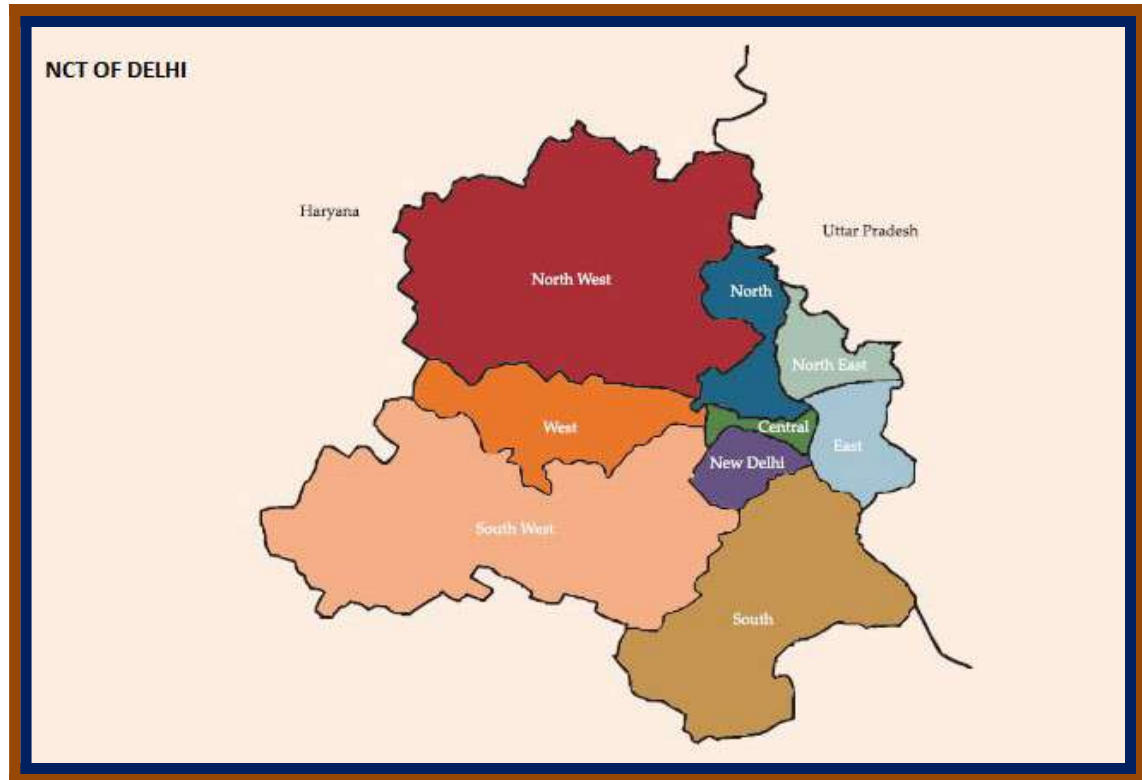 NCT OF DELHI
Haryana
Uttar Pradesh
North West
North
North East
West
Central
East
New Delhi
South West
South